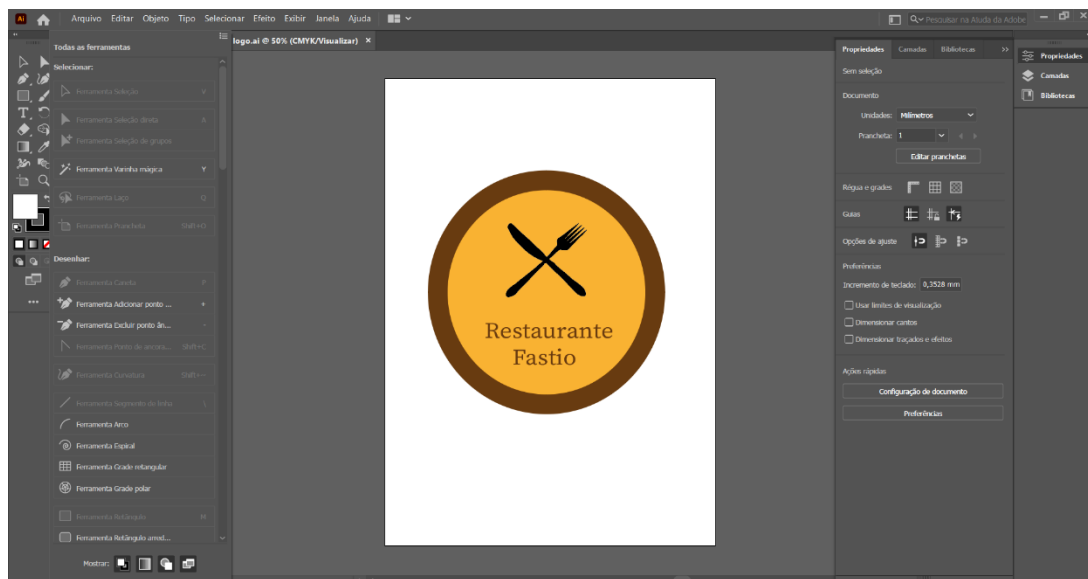 Ai Arquivo Editar Objeto Tipo Selecionar Efeito Exibir Janela Ajuda Pesquisar na Ajuda da Adobe
logo.ai @ 50% (CMYK/Visualizar) ×
Todas as ferramentas
Selecionar:
Ferramenta Seleção V
Ferramenta Seleção direta A
Ferramenta Seleção de grupos
Ferramenta Varinha mágica Y
Ferramenta Laço Q
Ferramenta Prancheta Shift+O
Desenhar:
Ferramenta Caneta P
Ferramenta Adicionar ponto ... +
Ferramenta Excluir ponto ân... -
Ferramenta Ponto de ancora... Shift+C
Ferramenta Curvatura Shift+~
Ferramenta Segmento de linha \
Ferramenta Arco
Ferramenta Espiral
Ferramenta Grade retangular
Ferramenta Grade polar
Ferramenta Retângulo M
Ferramenta Retângulo arred...
Mostrar:
Restaurante
Fastio
Propriedades Camadas Bibliotecas
Sem seleção
Documento
Unidades: Milímetros
Prancheta: 1
Editar pranchetas
Régua e grades
Guias
Opções de ajuste
Preferências
Incremento de teclado: 0,3528 mm
Usar limites de visualização
Dimensionar cantos
Dimensionar traçados e efeitos
Ações rápidas
Configuração de documento
Preferências
Propriedades
Camadas
Bibliotecas